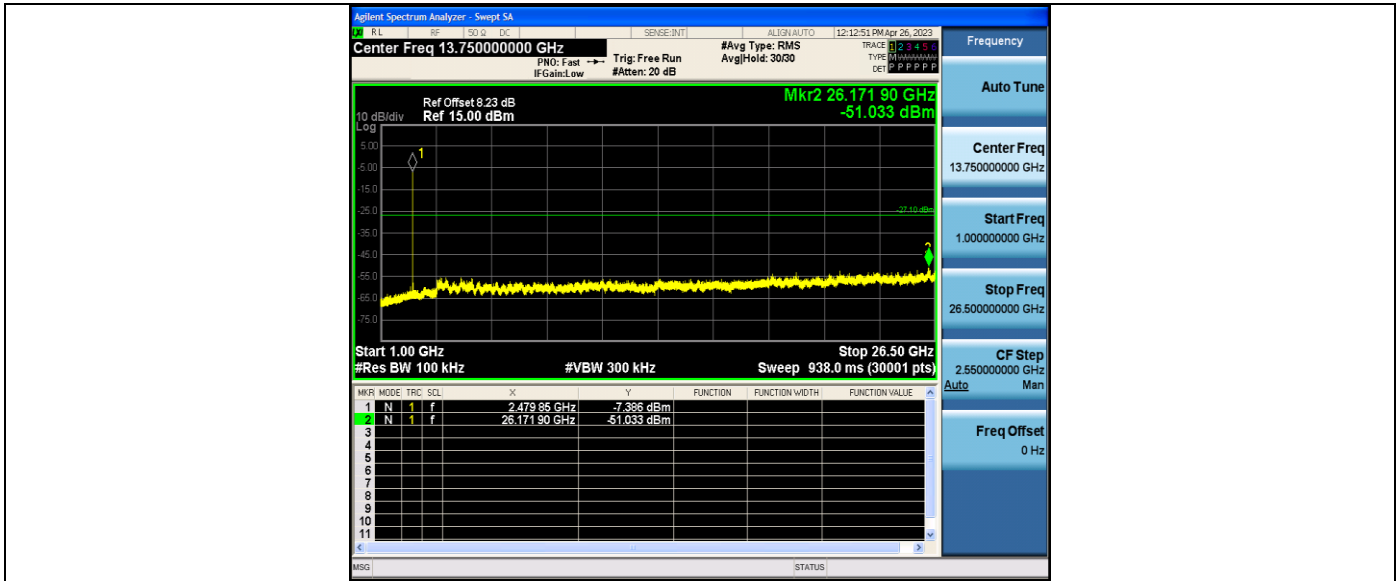 Agilent Spectrum Analyzer - Swept SA
RL RF 50 Ω DC SENSE:INT ALIGNAUTO 12:12:51 PM Apr 26, 2023
Center Freq 13.750000000 GHz #Avg Type: RMS TRACE 1 2 3 4 5 6
PNO: Fast Trig: Free Run Avg|Hold: 30/30 TYPE M
IFGain:Low #Atten: 20 dB DET P P P P P P
Mkr2 26.171 90 GHz
-51.033 dBm
Ref Offset 8.23 dB
10 dB/div Ref 15.00 dBm
Log
5.00
-5.00
-15.0
-25.0
-35.0
-45.0
-55.0
-65.0
-75.0
1
-27.10 dBm
2
Start 1.00 GHz Stop 26.50 GHz
#Res BW 100 kHz #VBW 300 kHz Sweep 938.0 ms (30001 pts)
MKR MODE TRC SCL X Y FUNCTION FUNCTION WIDTH FUNCTION VALUE
1 N 1 f 2.479 85 GHz -7.386 dBm
2 N 1 f 26.171 90 GHz -51.033 dBm
3
4
5
6
7
8
9
10
11
MSG STATUS
Frequency
Auto Tune
Center Freq
13.750000000 GHz
Start Freq
1.000000000 GHz
Stop Freq
26.500000000 GHz
CF Step
2.550000000 GHz
Auto Man
Freq Offset
0 Hz